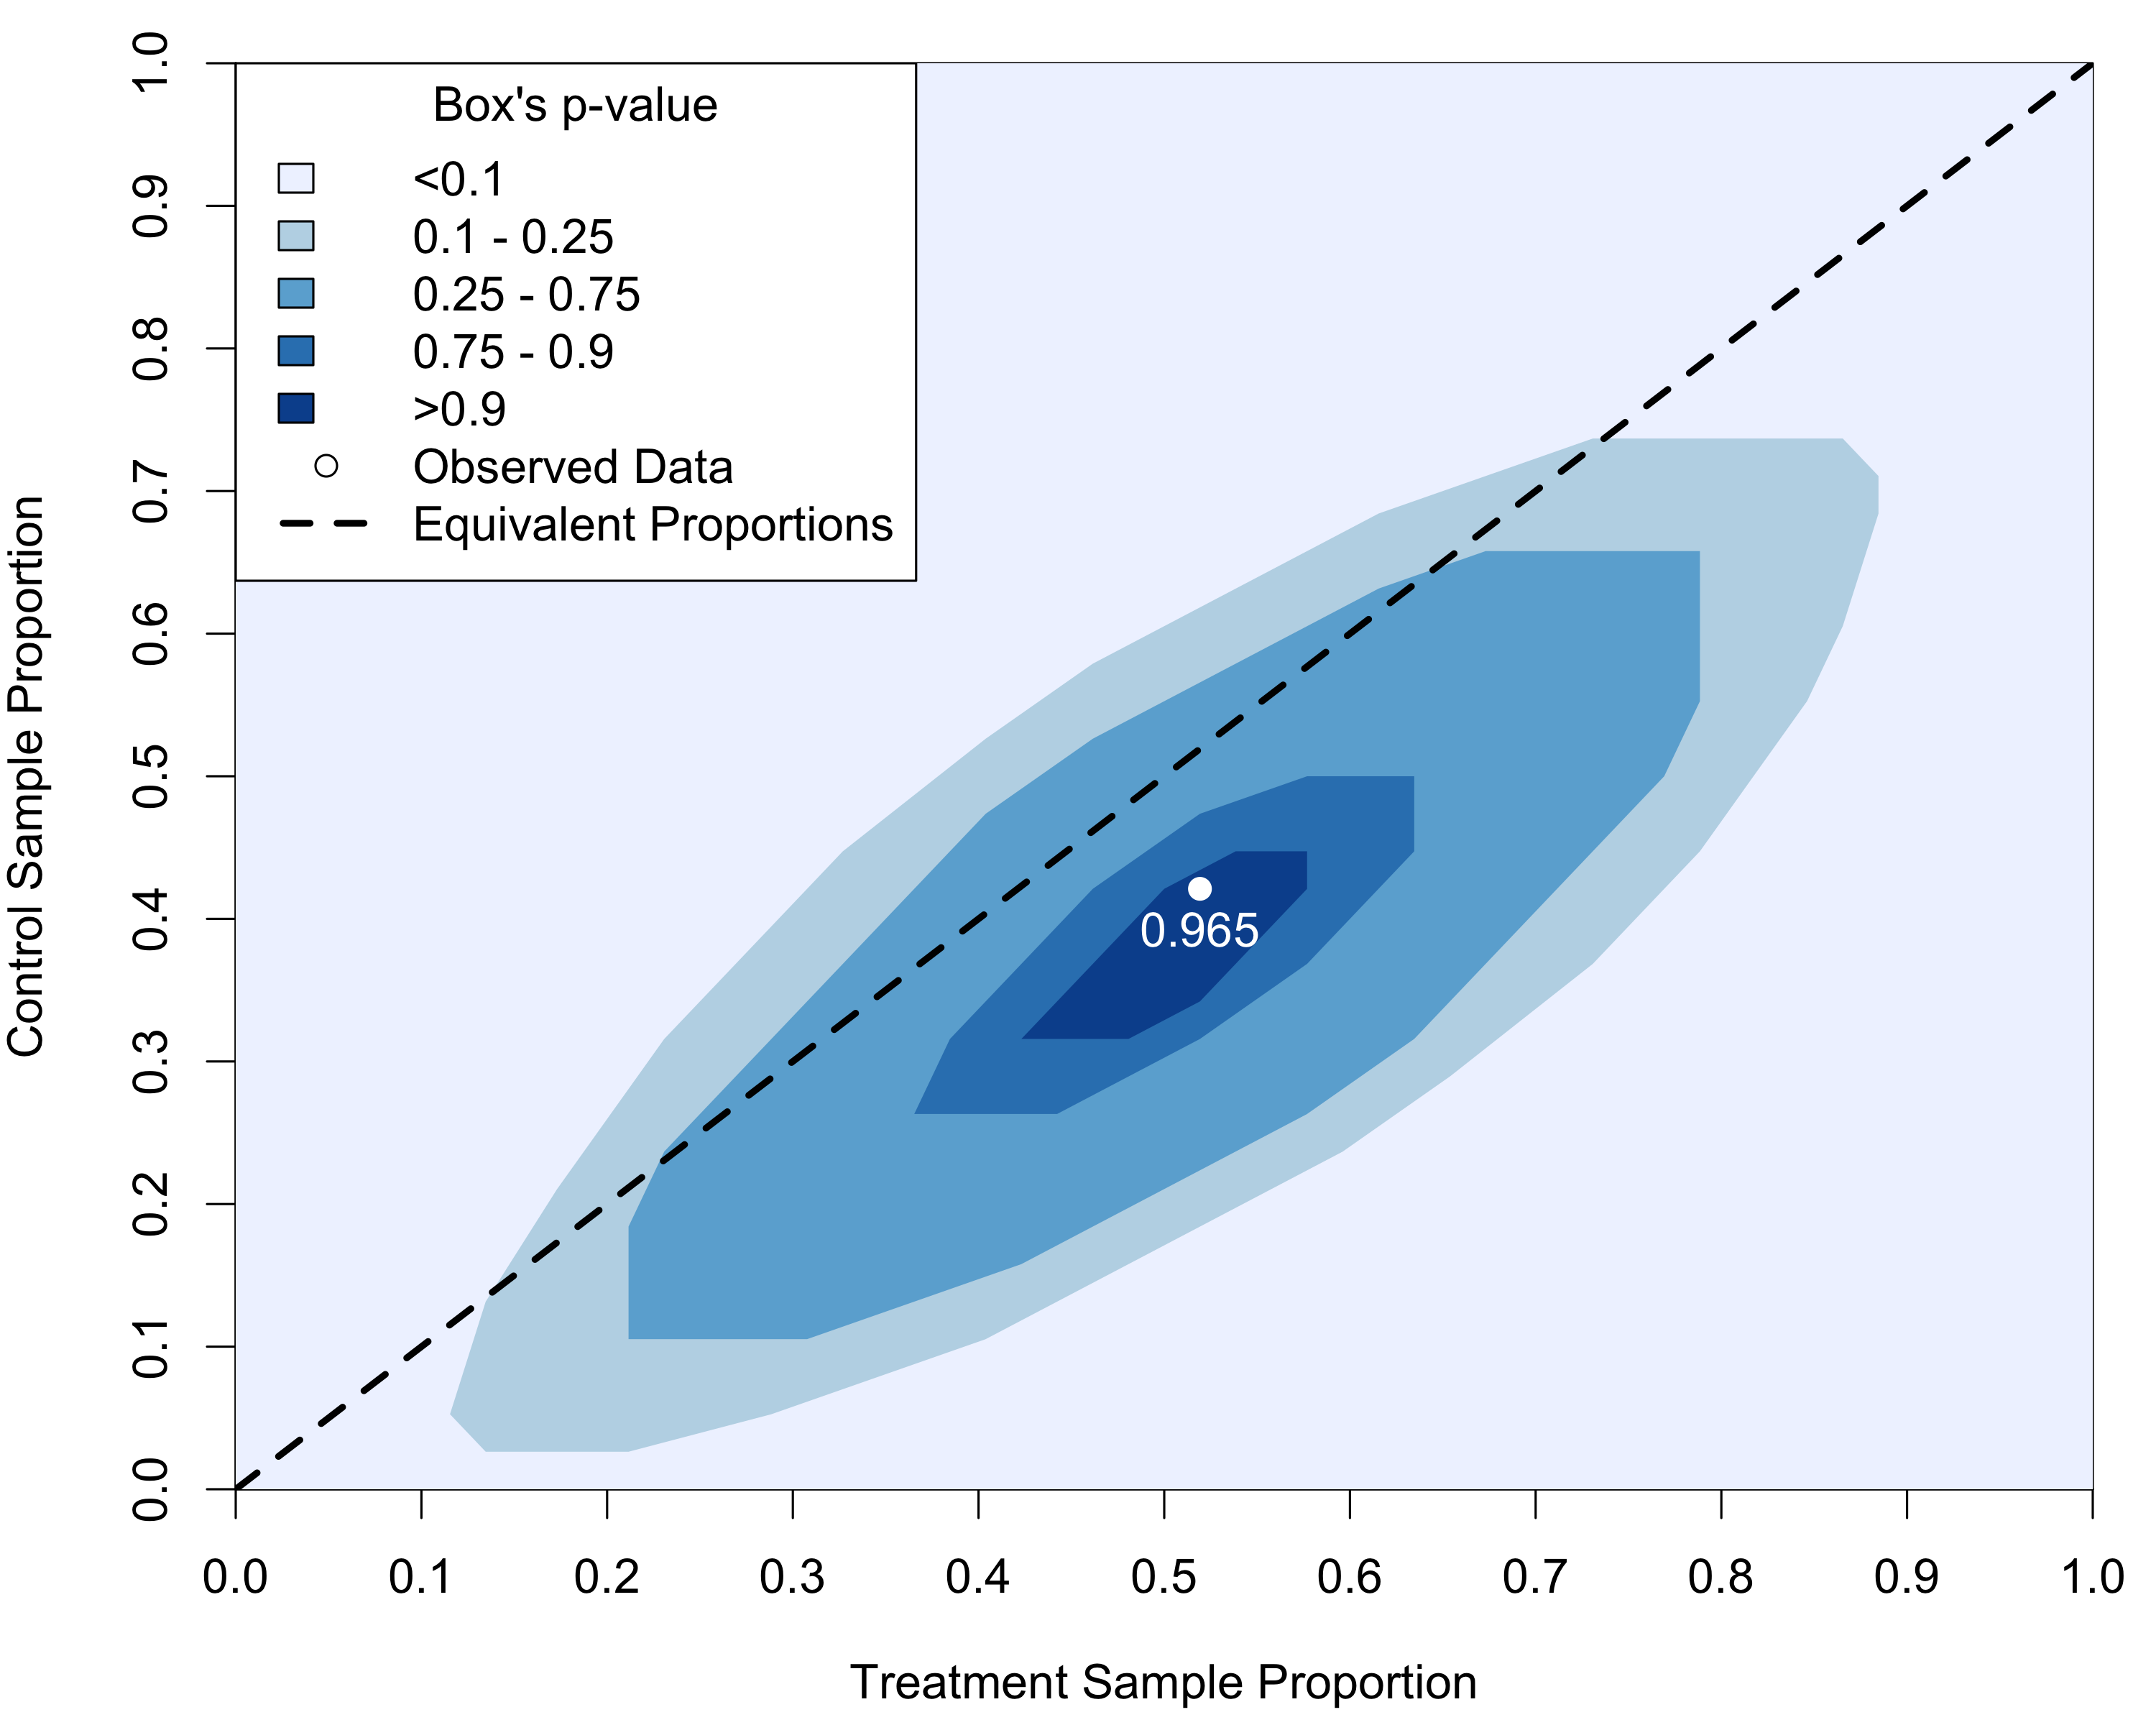 Box's p-value
<0.1
0.1 - 0.25
0.25 - 0.75
0.75 - 0.9
>0.9
Observed Data
Equivalent Proportions
Control Sample Proportion
1.0
0.9
0.8
0.7
0.6
0.5
0.4
0.3
0.2
0.1
0.0
0.965
0.0 0.1 0.2 0.3 0.4 0.5 0.6 0.7 0.8 0.9 1.0
Treatment Sample Proportion